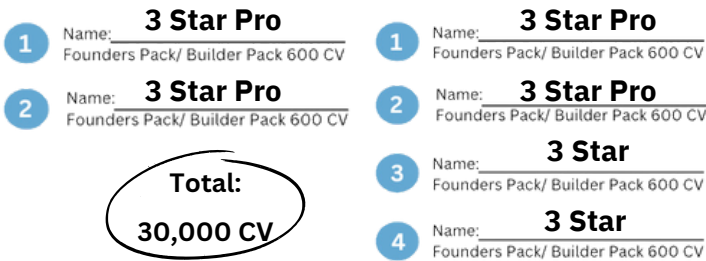 1
Name: 3 Star Pro
Founders Pack/ Builder Pack 600 CV
2
Name: 3 Star Pro
Founders Pack/ Builder Pack 600 CV
Total:
30,000 CV
1
Name: 3 Star Pro
Founders Pack/ Builder Pack 600 CV
2
Name: 3 Star Pro
Founders Pack/ Builder Pack 600 CV
3
Name: 3 Star
Founders Pack/ Builder Pack 600 CV
4
Name: 3 Star
Founders Pack/ Builder Pack 600 CV